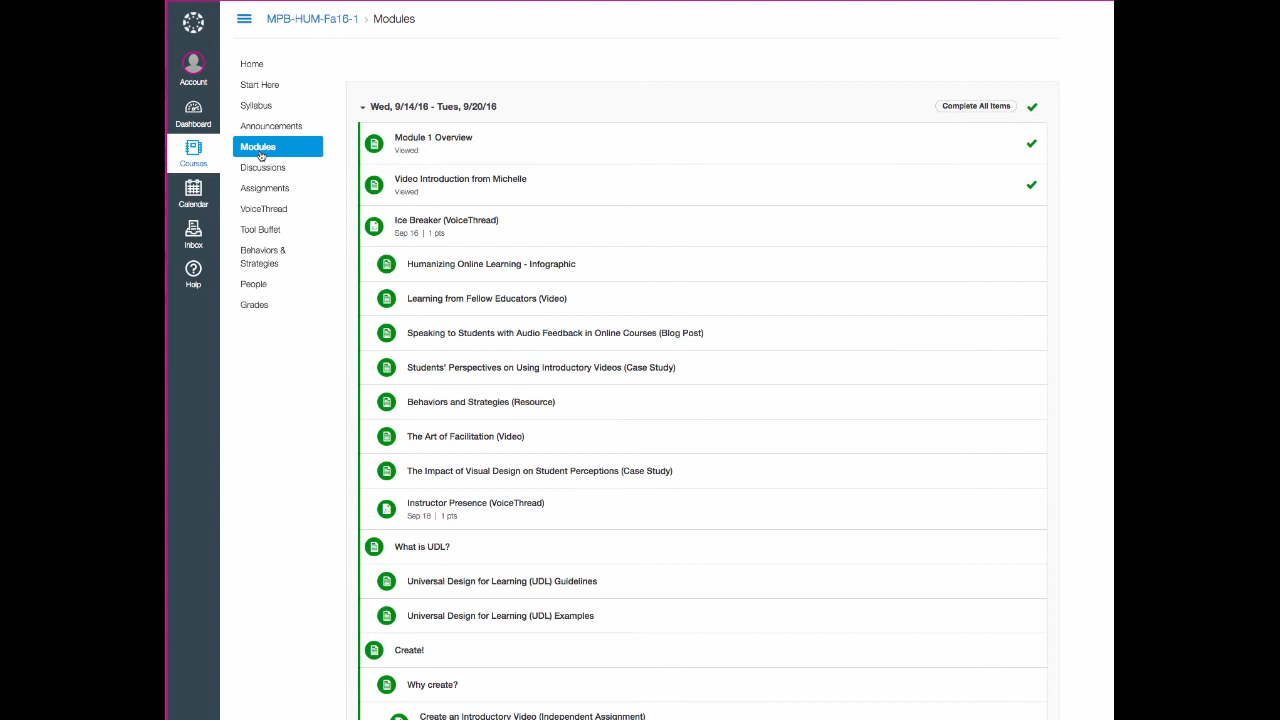 MPB-HUM-Fa16-1 › Modules
Account
Dashboard
Courses
Calendar
Inbox
Help
Home
Start Here
Syllabus
Announcements
Modules
Discussions
Assignments
VoiceThread
Tool Buffet
Behaviors &
Strategies
People
Grades
Wed, 9/14/16 - Tues, 9/20/16
Complete All Items
Module 1 Overview
Viewed
Video Introduction from Michelle
Viewed
Ice Breaker (VoiceThread)
Sep 16 | 1 pts
Humanizing Online Learning - Infographic
Learning from Fellow Educators (Video)
Speaking to Students with Audio Feedback in Online Courses (Blog Post)
Students' Perspectives on Using Introductory Videos (Case Study)
Behaviors and Strategies (Resource)
The Art of Facilitation (Video)
The Impact of Visual Design on Student Perceptions (Case Study)
Instructor Presence (VoiceThread)
Sep 18 | 1 pts
What is UDL?
Universal Design for Learning (UDL) Guidelines
Universal Design for Learning (UDL) Examples
Create!
Why create?
Create an Introductory Video (Independent Assignment)